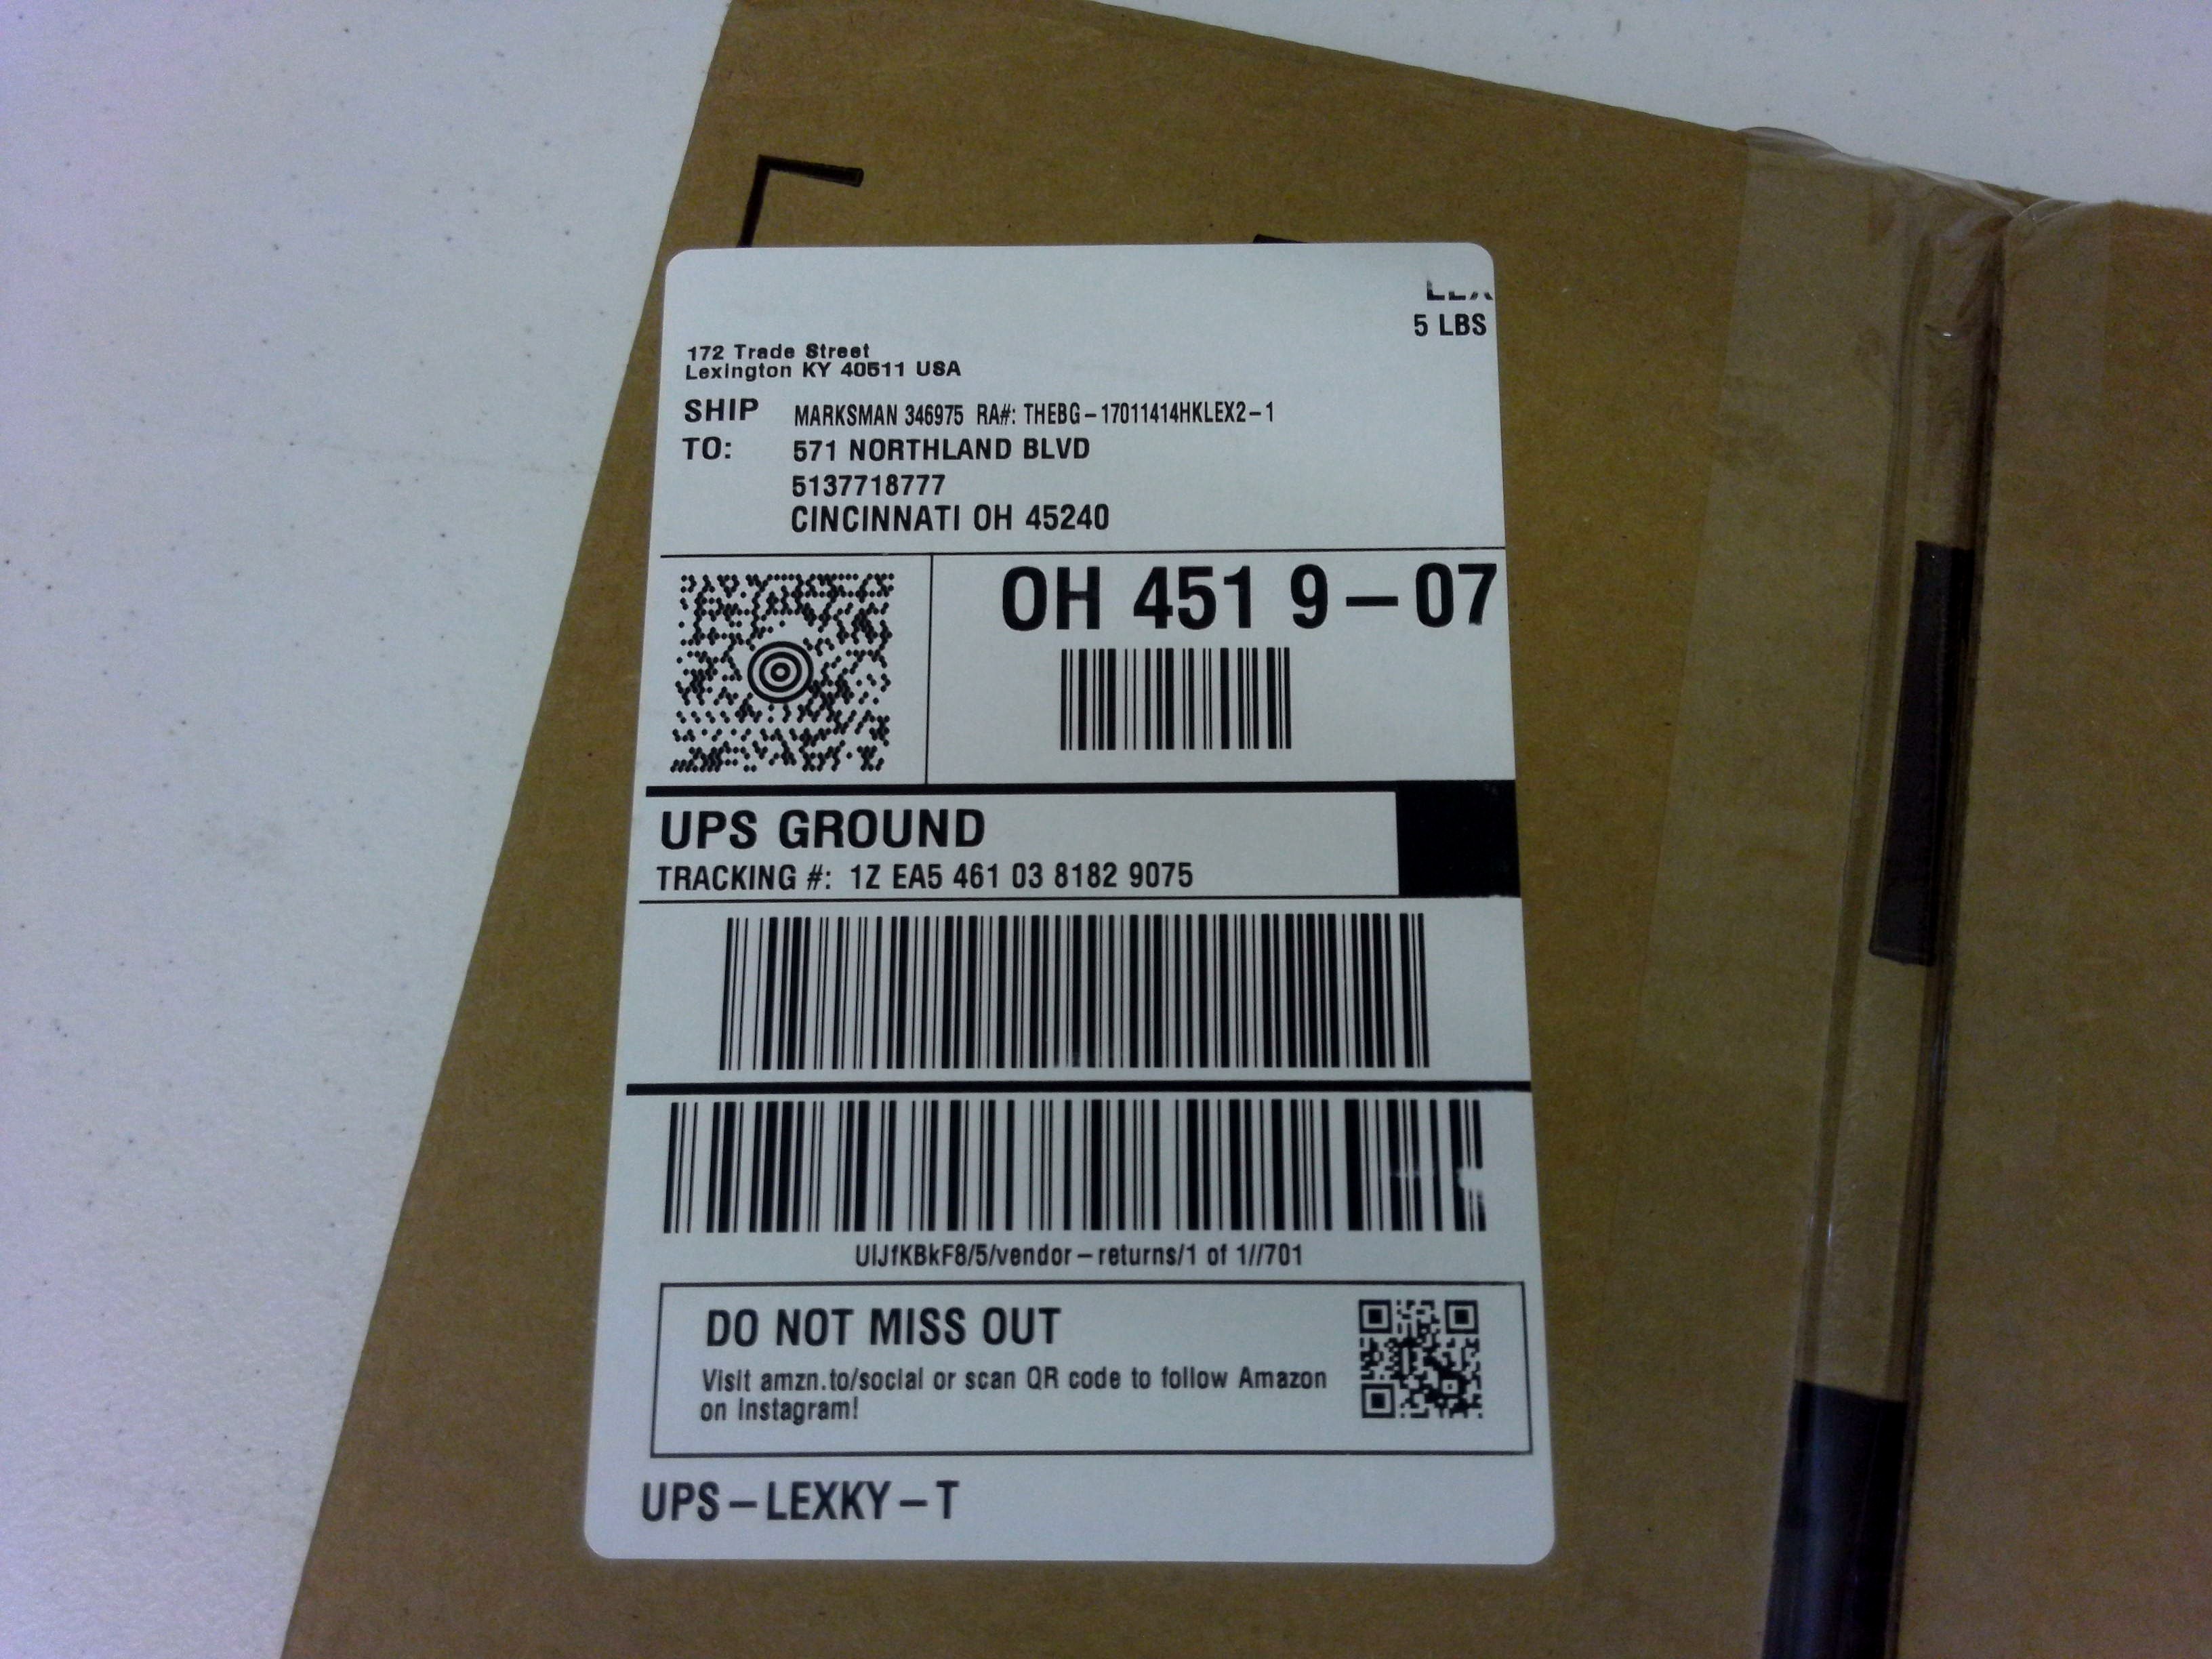 5 LBS
172 Trade Street
Lexington KY 40511 USA
SHIP MARKSMAN 346975 RA#: THEBG-17011414HKLEX2-1
TO: 571 NORTHLAND BLVD
5137718777
CINCINNATI OH 45240
OH 451 9-07
UPS GROUND
TRACKING #: 1Z EA5 461 03 8182 9075
UIJfKBkF8/5/vendor-returns/1 of 1//701
DO NOT MISS OUT
Visit amzn.to/social or scan QR code to follow Amazon
on Instagram!
UPS-LEXKY-T